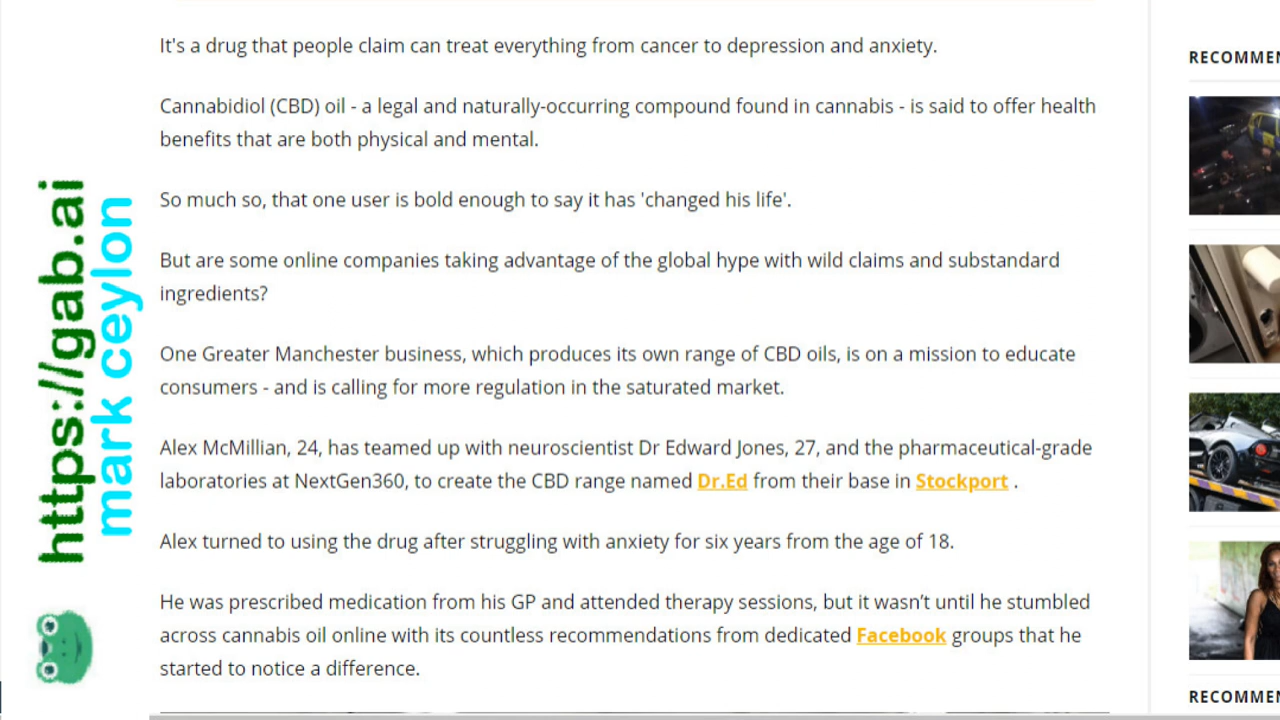 It's a drug that people claim can treat everything from cancer to depression and anxiety.
Cannabidiol (CBD) oil - a legal and naturally-occurring compound found in cannabis - is said to offer health
benefits that are both physical and mental.
So much so, that one user is bold enough to say it has 'changed his life'.
But are some online companies taking advantage of the global hype with wild claims and substandard
ingredients?
One Greater Manchester business, which produces its own range of CBD oils, is on a mission to educate
consumers - and is calling for more regulation in the saturated market.
Alex McMillian, 24, has teamed up with neuroscientist Dr Edward Jones, 27, and the pharmaceutical-grade
laboratories at NextGen360, to create the CBD range named Dr.Ed from their base in Stockport .
Alex turned to using the drug after struggling with anxiety for six years from the age of 18.
He was prescribed medication from his GP and attended therapy sessions, but it wasn’t until he stumbled
across cannabis oil online with its countless recommendations from dedicated Facebook groups that he
started to notice a difference.
https://gab.ai
mark ceylon
RECOMMEN
RECOMMEN